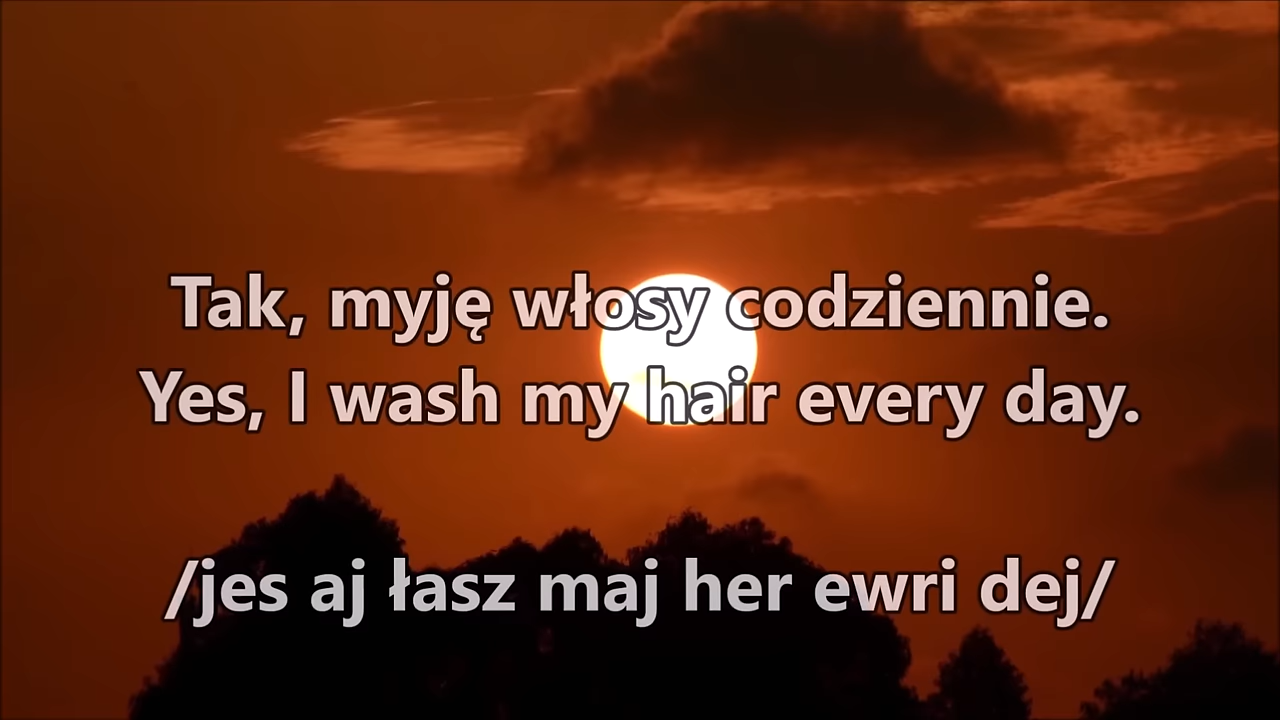 Tak, myję włosy codziennie.
Yes, I wash my hair every day.
/jes aj łasz maj her ewri dej/